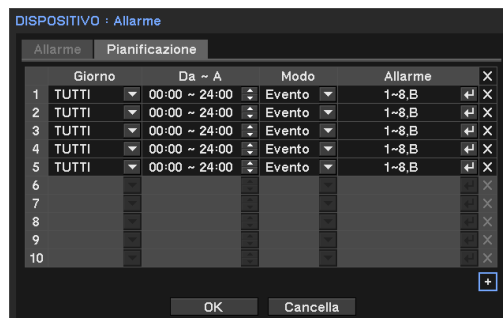 DISPOSITIVO : Allarme
Allarme Pianificazione
Giorno Da ~ A Modo Allarme X
1 TUTTI 00:00 ~ 24:00 Evento 1~8,B X
2 TUTTI 00:00 ~ 24:00 Evento 1~8,B X
3 TUTTI 00:00 ~ 24:00 Evento 1~8,B X
4 TUTTI 00:00 ~ 24:00 Evento 1~8,B X
5 TUTTI 00:00 ~ 24:00 Evento 1~8,B X
6 X
7 X
8 X
9 X
10 X
+
OK Cancella